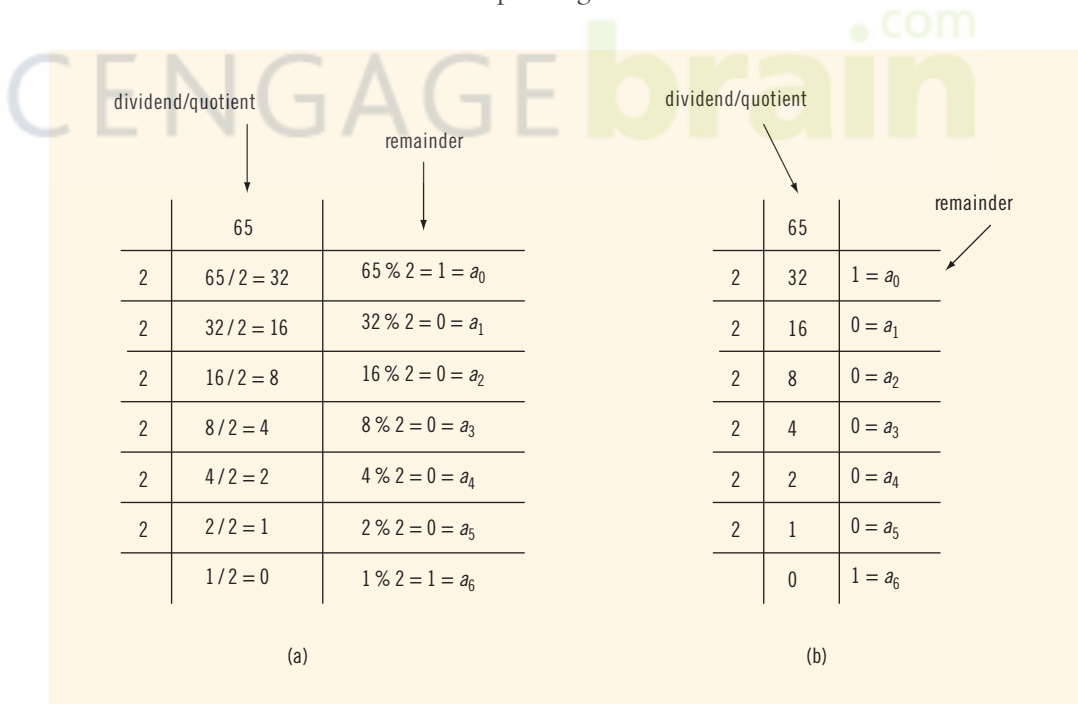 com
CENGAGE brain
dividend/quotient
remainder
65
2 65 / 2 = 32 65 % 2 = 1 = a0
2 32 / 2 = 16 32 % 2 = 0 = a1
2 16 / 2 = 8 16 % 2 = 0 = a2
2 8 / 2 = 4 8 % 2 = 0 = a3
2 4 / 2 = 2 4 % 2 = 0 = a4
2 2 / 2 = 1 2 % 2 = 0 = a5
1 / 2 = 0 1 % 2 = 1 = a6
(a)
dividend/quotient
remainder
65
2 32 1 = a0
2 16 0 = a1
2 8 0 = a2
2 4 0 = a3
2 2 0 = a4
2 1 0 = a5
0 1 = a6
(b)